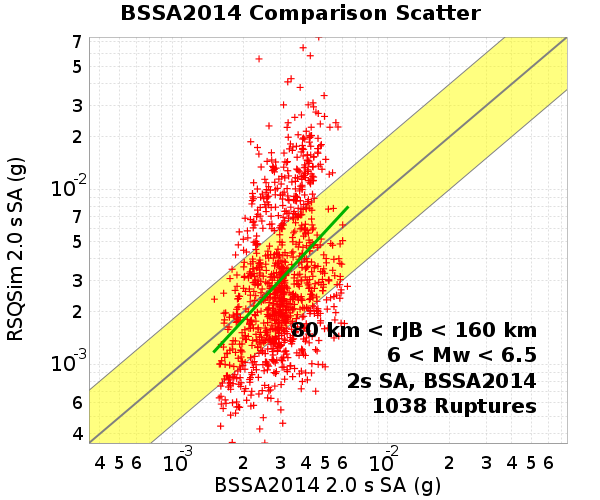 BSSA2014 Comparison Scatter
RSQSim 2.0 s SA (g)
7
5
3
2
10-2
7
5
3
2
10-3
6
4
80 km < rJB < 160 km
6 < Mw < 6.5
2s SA, BSSA2014
1038 Ruptures
4 5 6 10-3 2 3 4 5 6 10-2 2 3 4 5 6
BSSA2014 2.0 s SA (g)